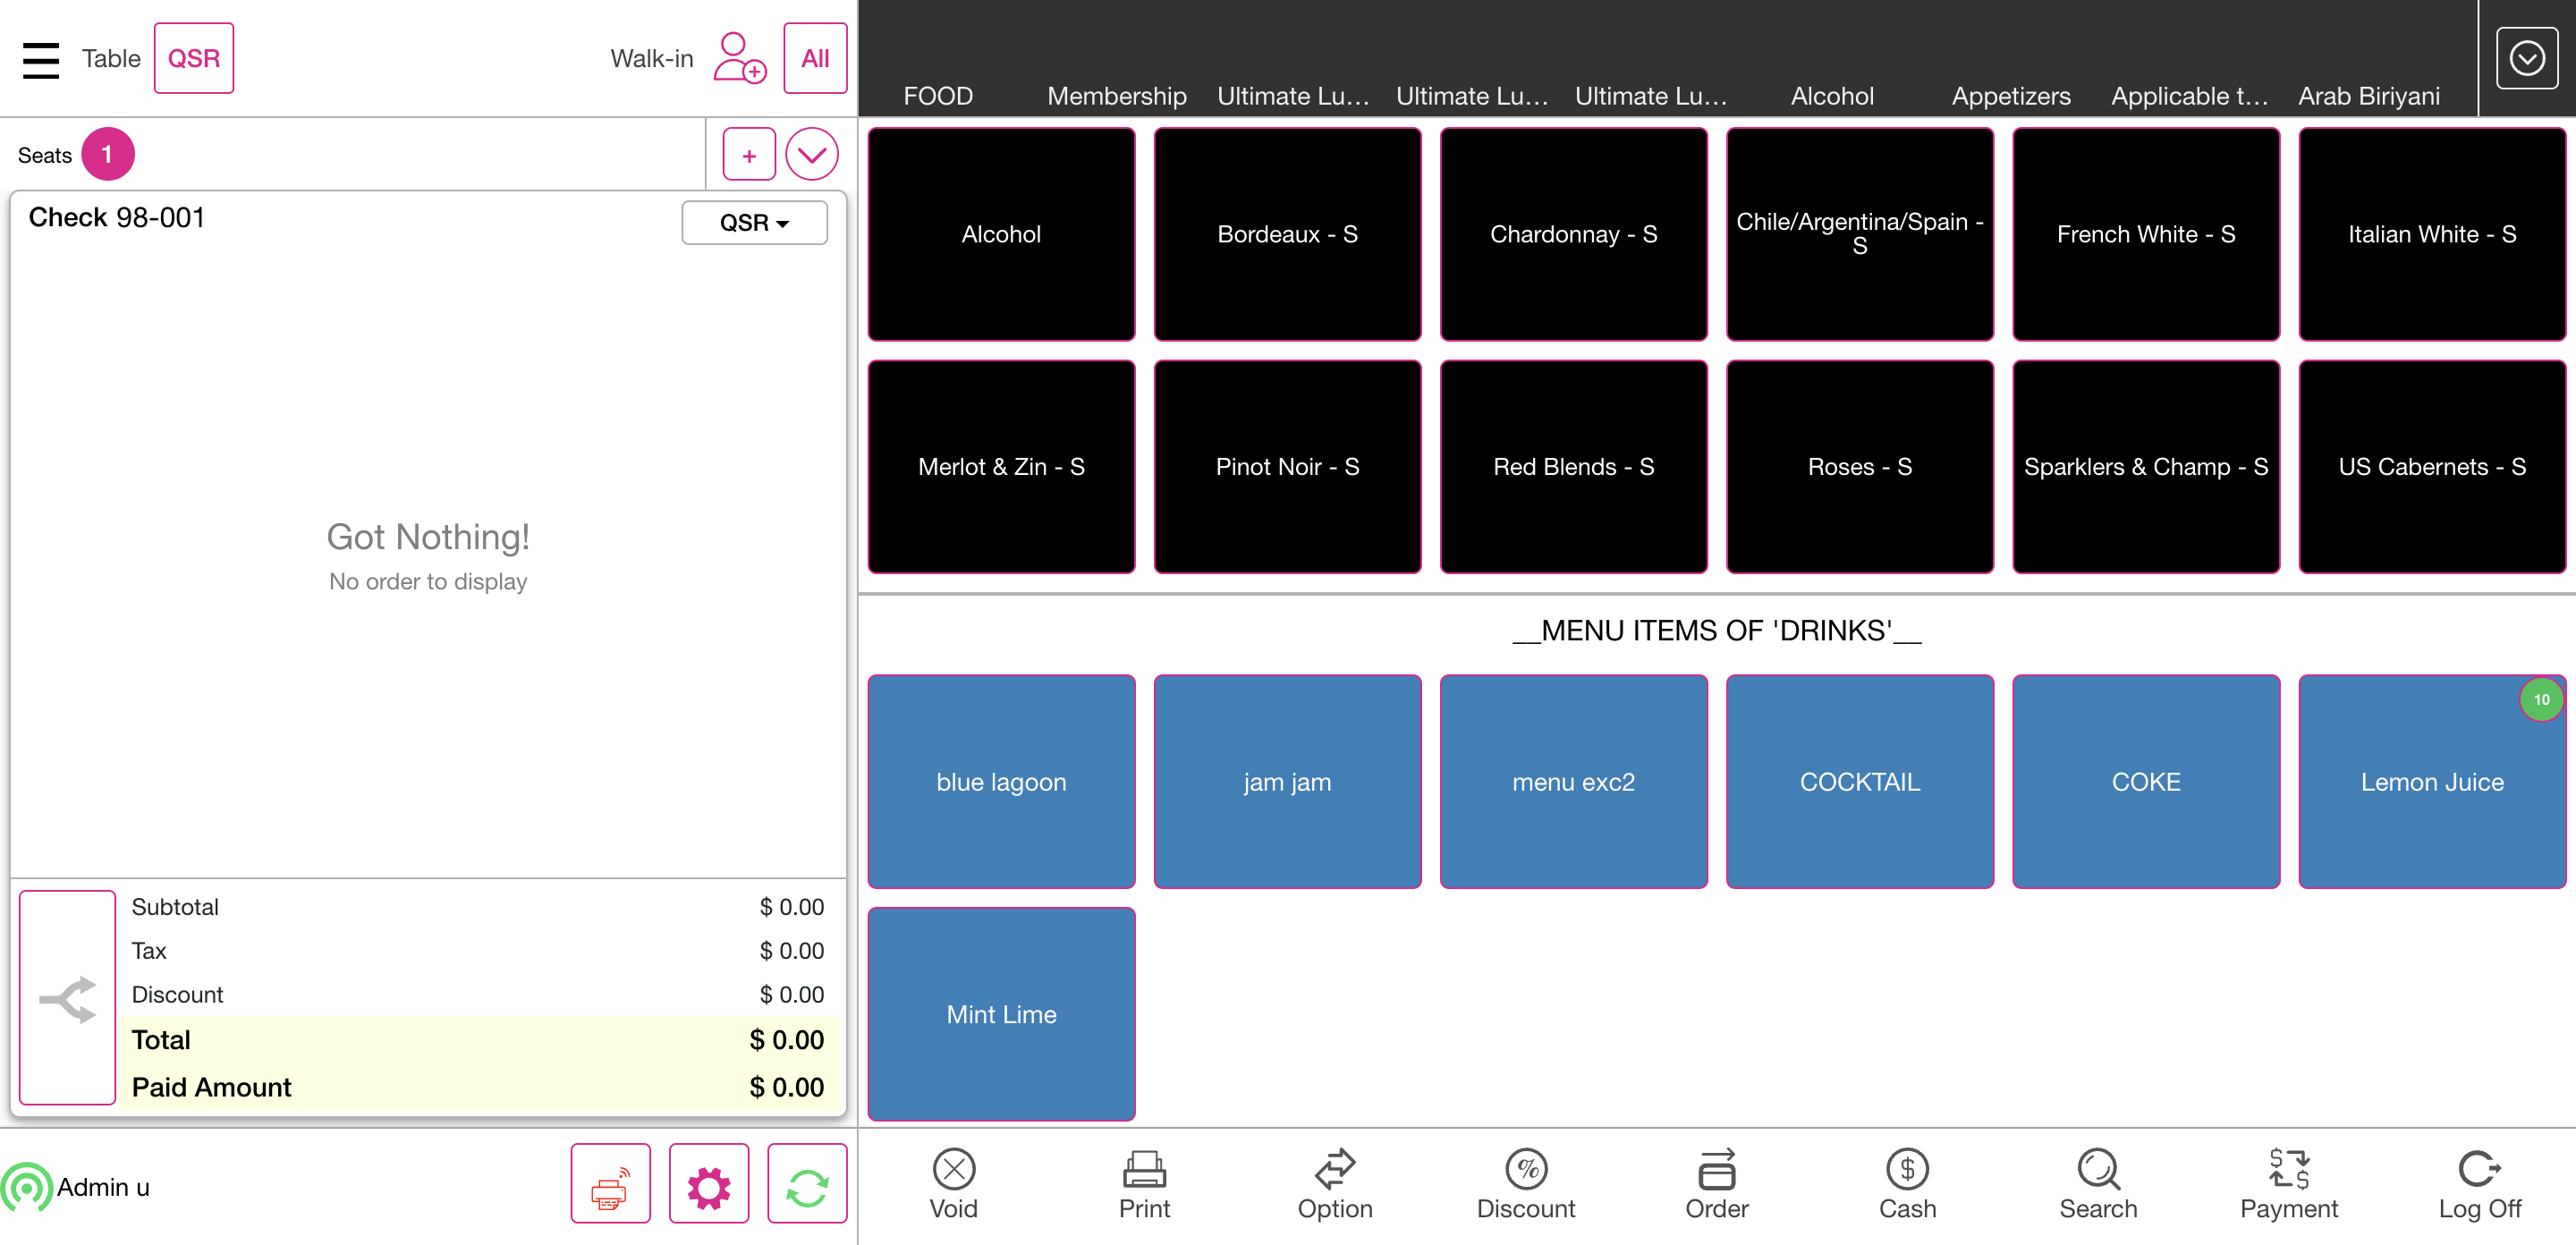 Table QSR Walk-in All
FOOD Membership Ultimate Lu... Ultimate Lu... Ultimate Lu... Alcohol Appetizers Applicable t... Arab Biriyani
Seats 1 +
Check 98-001 QSR
Got Nothing!
No order to display
Subtotal $ 0.00
Tax $ 0.00
Discount $ 0.00
Total $ 0.00
Paid Amount $ 0.00
Admin u
Alcohol
Bordeaux - S
Chardonnay - S
Chile/Argentina/Spain -
S
French White - S
Italian White - S
Merlot & Zin - S
Pinot Noir - S
Red Blends - S
Roses - S
Sparklers & Champ - S
US Cabernets - S
__MENU ITEMS OF 'DRINKS'__
blue lagoon
jam jam
menu exc2
COCKTAIL
COKE
10
Lemon Juice
Mint Lime
Void Print Option Discount Order Cash Search Payment Log Off